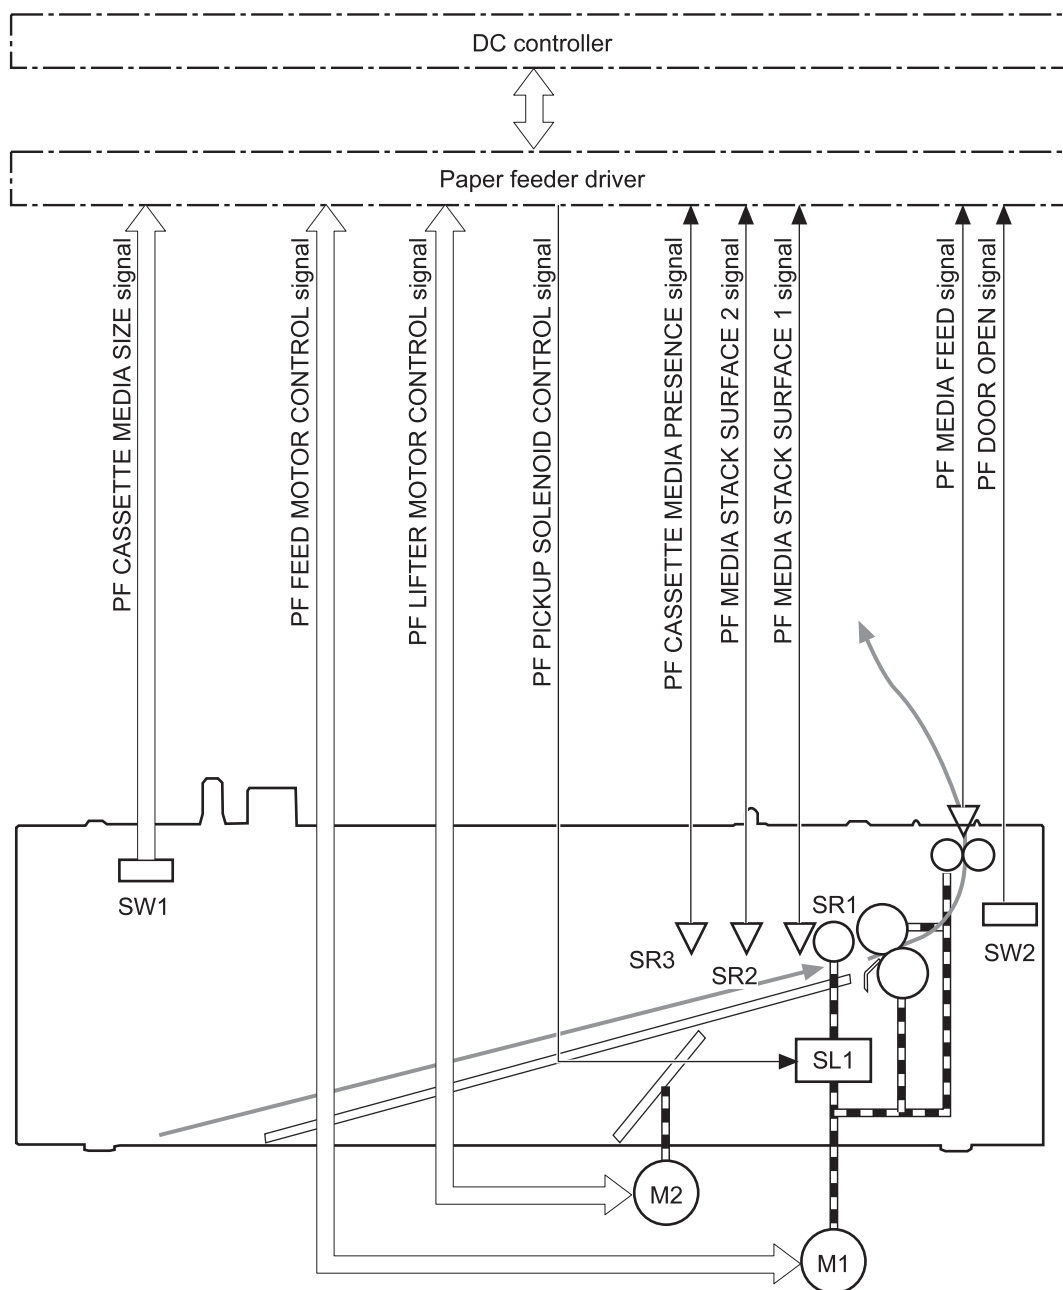 DC controller
Paper feeder driver
PF CASSETTE MEDIA SIZE signal
PF FEED MOTOR CONTROL signal
PF LIFTER MOTOR CONTROL signal
PF PICKUP SOLENOID CONTROL signal
PF CASSETTE MEDIA PRESENCE signal
PF MEDIA STACK SURFACE 2 signal
PF MEDIA STACK SURFACE 1 signal
PF MEDIA FEED signal
PF DOOR OPEN signal
SW1
SR1
SR3
SR2
SW2
SL1
M2
M1